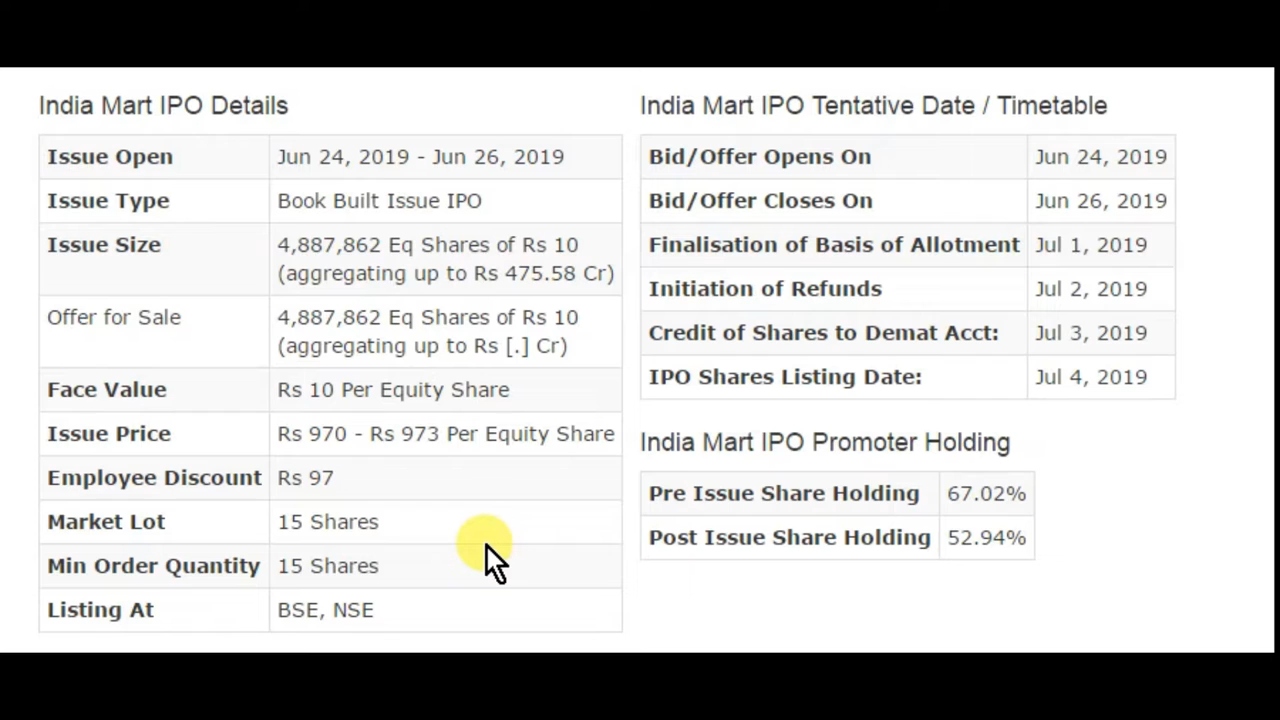 India Mart IPO Details
Issue Open Jun 24, 2019 - Jun 26, 2019
Issue Type Book Built Issue IPO
Issue Size 4,887,862 Eq Shares of Rs 10
(aggregating up to Rs 475.58 Cr)
Offer for Sale 4,887,862 Eq Shares of Rs 10
(aggregating up to Rs [.] Cr)
Face Value Rs 10 Per Equity Share
Issue Price Rs 970 - Rs 973 Per Equity Share
Employee Discount Rs 97
Market Lot 15 Shares
Min Order Quantity 15 Shares
Listing At BSE, NSE
India Mart IPO Tentative Date / Timetable
Bid/Offer Opens On Jun 24, 2019
Bid/Offer Closes On Jun 26, 2019
Finalisation of Basis of Allotment Jul 1, 2019
Initiation of Refunds Jul 2, 2019
Credit of Shares to Demat Acct: Jul 3, 2019
IPO Shares Listing Date: Jul 4, 2019
India Mart IPO Promoter Holding
Pre Issue Share Holding 67.02%
Post Issue Share Holding 52.94%